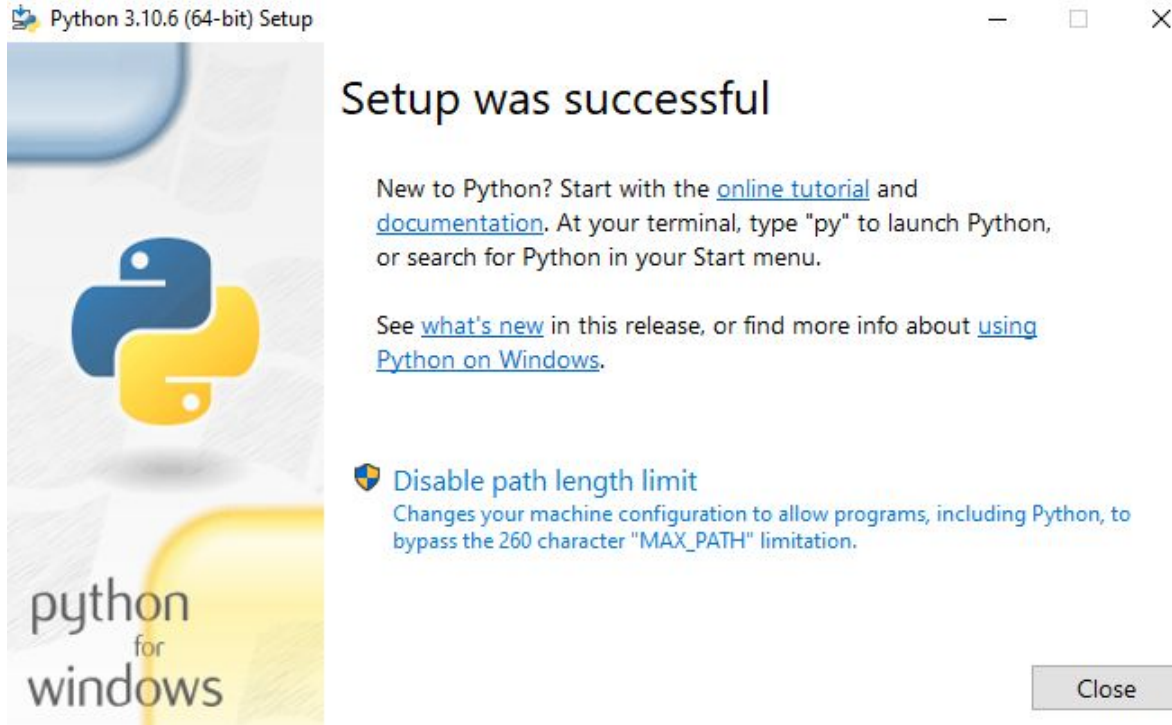 Python 3.10.6 (64-bit) Setup
Setup was successful
New to Python? Start with the online tutorial and
documentation. At your terminal, type "py" to launch Python,
or search for Python in your Start menu.
See what's new in this release, or find more info about using
Python on Windows.
Disable path length limit
Changes your machine configuration to allow programs, including Python, to
bypass the 260 character "MAX_PATH" limitation.
python
for
windows
Close